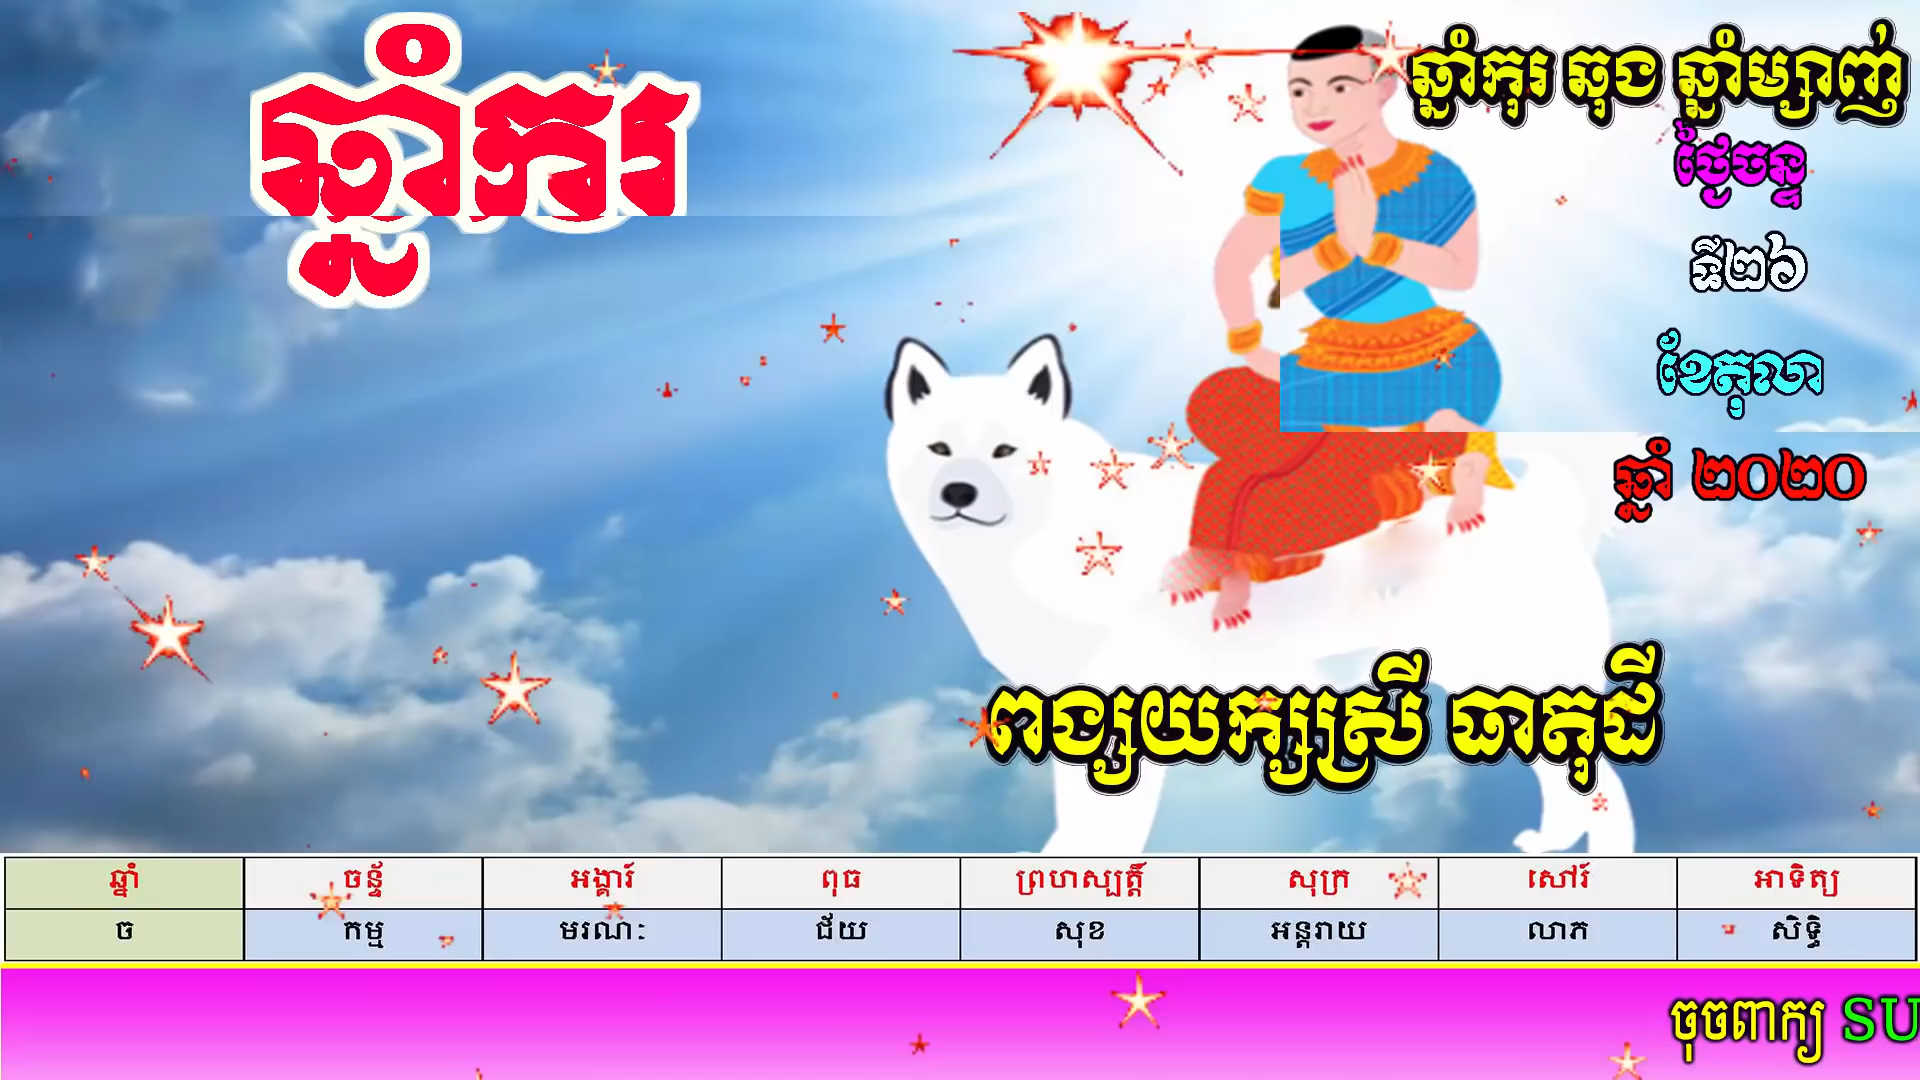 ឆ្នាំករ
ឆ្នាំកុរ ឆុង ឆ្នាំម្សាញ់
ថ្ងៃចន្ទ
ទី២៦
ខែតុលា
ឆ្នាំ ២០២០
ពង្សយក្សស្រី ធាតុដី
ឆ្នាំ ចន្ទ័ អង្គារ៍ ពុធ ព្រហស្បត្តិ៍ សុក្រ សៅរ៍ អាទិត្យ
ច កម្ម មរណៈ ជ័យ សុខ អន្តរាយ លាភ សិទ្ធិ
ចុចពាក្យ SU